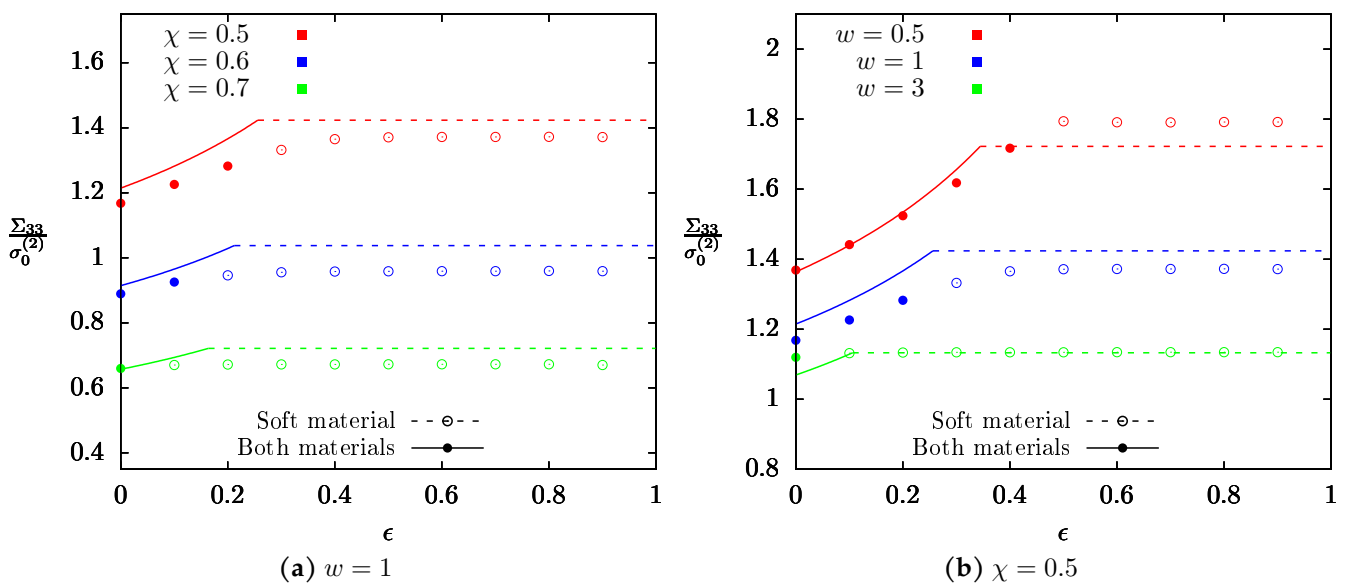 χ = 0.5
χ = 0.6
χ = 0.7
1.6
1.4
1.2
1
0.8
0.6
0.4
Σ33
σ0(2)
Soft material
Both materials
0 0.2 0.4 0.6 0.8 1
ϵ
(a) w = 1
w = 0.5
w = 1
w = 3
2
1.8
1.6
1.4
1.2
1
0.8
Σ33
σ0(2)
Soft material
Both materials
0 0.2 0.4 0.6 0.8 1
ϵ
(b) χ = 0.5